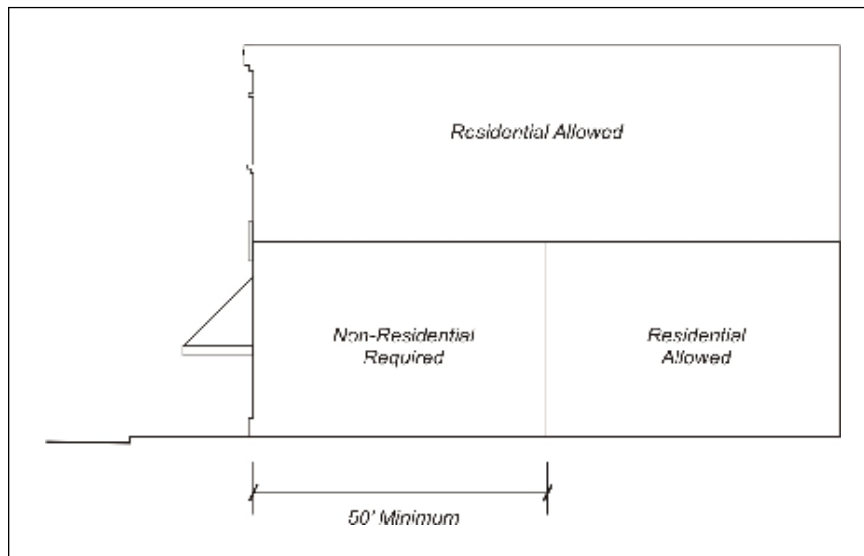 Residential Allowed
Non-Residential
Required
Residential
Allowed
50' Minimum